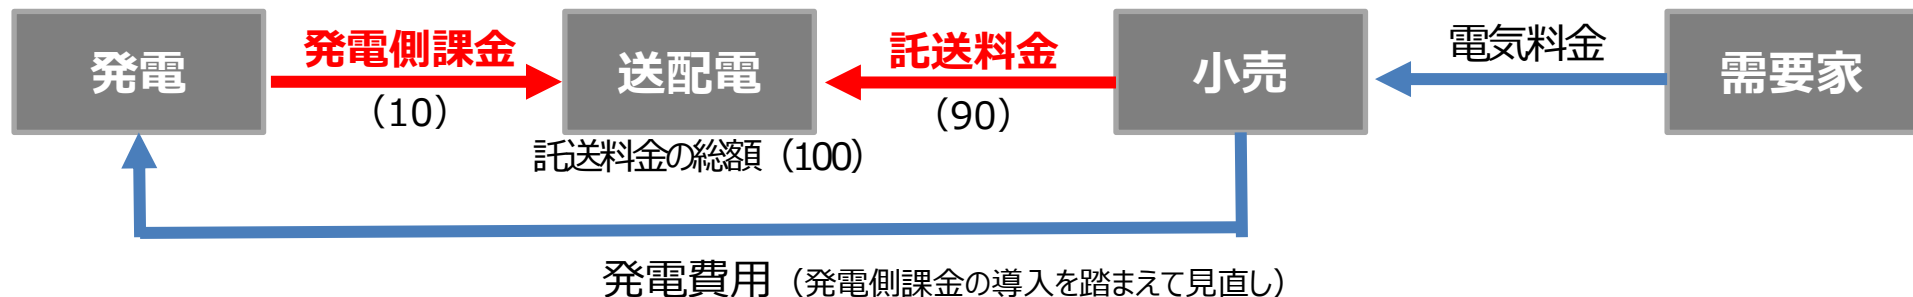 発電
発電側課金
（10）
送配電
託送料金の総額（100）
託送料金
（90）
小売
電気料金
需要家
発電費用（発電側課金の導入を踏まえて見直し）